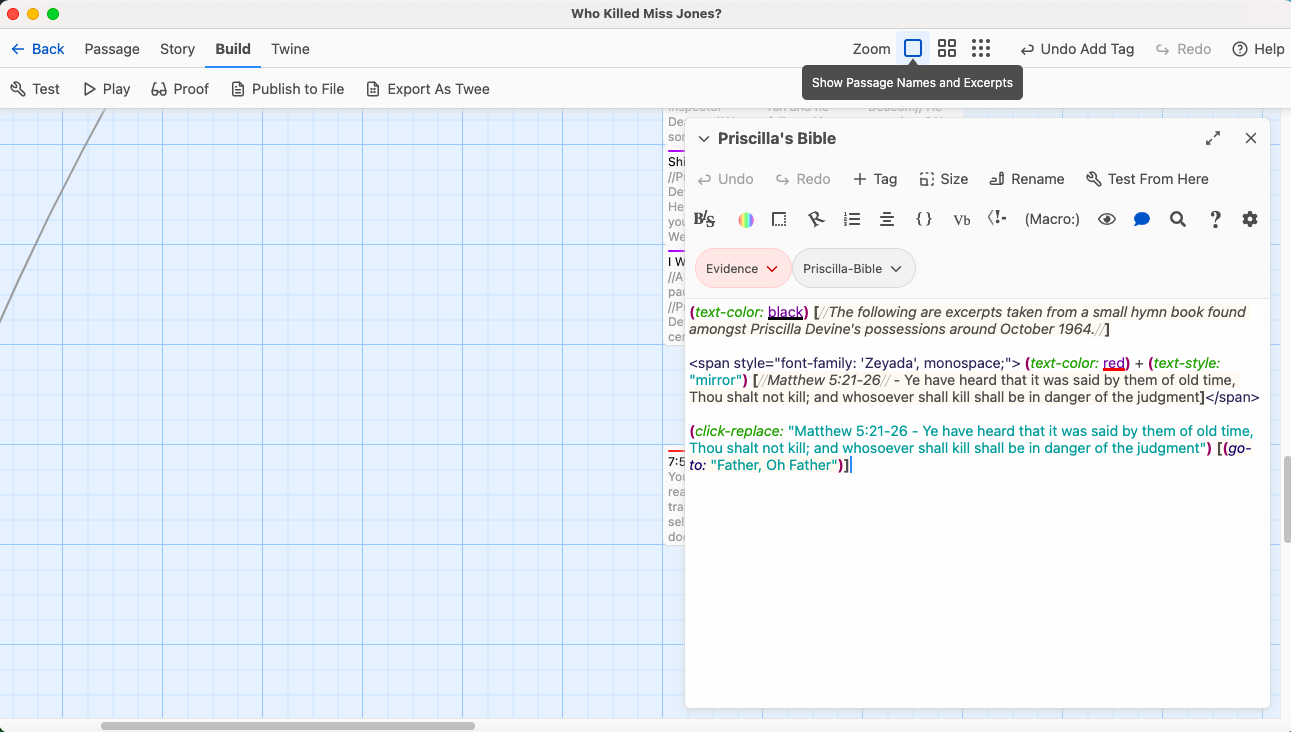 Who Killed Miss Jones?
Back Passage Story Build Twine Zoom Undo Add Tag Redo Help
Test Play Proof Publish to File Export As Twee
Show Passage Names and Excerpts
Priscilla's Bible
Undo Redo + Tag Size Rename Test From Here
(Macro:)
Evidence Priscilla-Bible
(text-color: black) [//The following are excerpts taken from a small hymn book found
amongst Priscilla Devine's possessions around October 1964.//]
<span style="font-family: 'Zeyada', monospace;"> (text-color: red) + (text-style:
"mirror") [//Matthew 5:21-26// - Ye have heard that it was said by them of old time,
Thou shalt not kill; and whosoever shall kill shall be in danger of the judgment]</span>
(click-replace: "Matthew 5:21-26 - Ye have heard that it was said by them of old time,
Thou shalt not kill; and whosoever shall kill shall be in danger of the judgment") [(go-
to: "Father, Oh Father")]